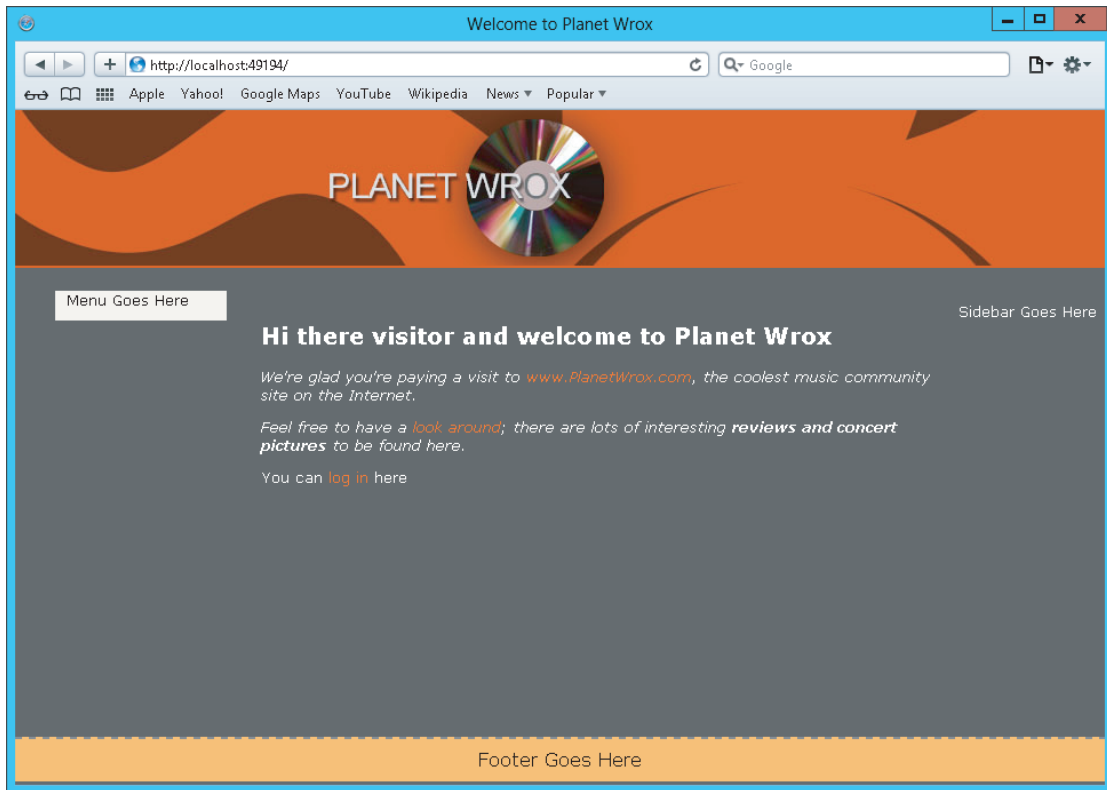 Welcome to Planet Wrox
http://localhost:49194/
Google
Apple Yahoo! Google Maps YouTube Wikipedia News Popular
PLANET WROX
Menu Goes Here
Sidebar Goes Here
Hi there visitor and welcome to Planet Wrox
We're glad you're paying a visit to www.PlanetWrox.com, the coolest music community
site on the Internet.
Feel free to have a look around; there are lots of interesting reviews and concert
pictures to be found here.
You can log in here
Footer Goes Here